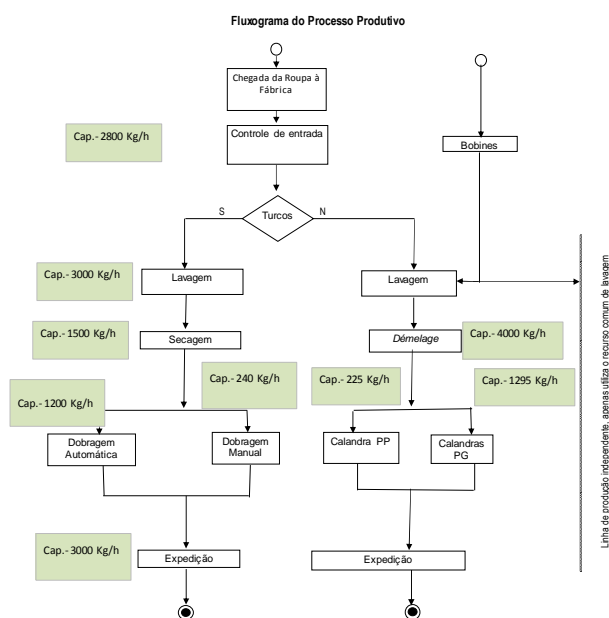 Fluxograma do Processo Produtivo
Chegada da Roupa à
Fábrica
Cap.- 2800 Kg/h
Controle de entrada
Bobines
S
Turcos
N
Cap.- 3000 Kg/h
Lavagem
Lavagem
Cap.- 1500 Kg/h
Secagem
Démelage
Cap.- 4000 Kg/h
Cap.- 240 Kg/h
Cap.- 225 Kg/h
Cap.- 1295 Kg/h
Cap.- 1200 Kg/h
Dobragem
Automática
Dobragem
Manual
Calandra PP
Calandras
PG
Cap.- 3000 Kg/h
Expedição
Expedição
Linha de produção independente, apenas utiliza o recurso comum de lavagem